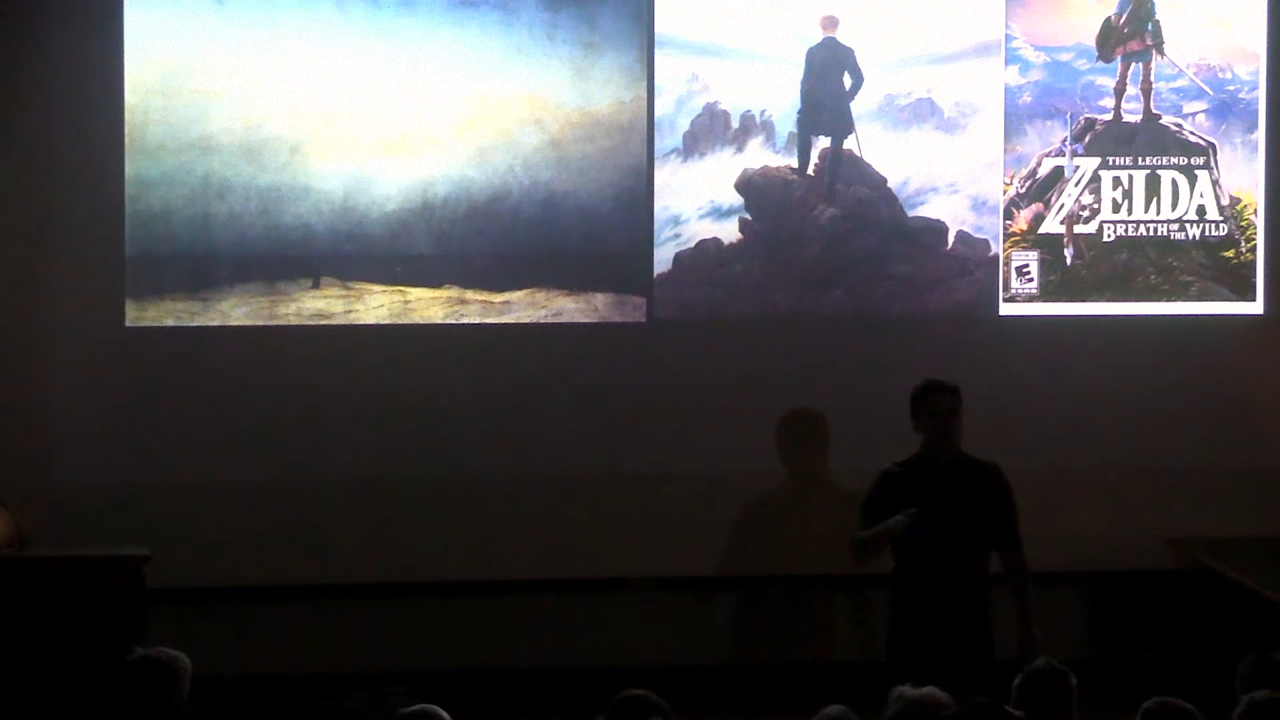 THE LEGEND OF
ZELDA
BREATH OF THE WILD
E